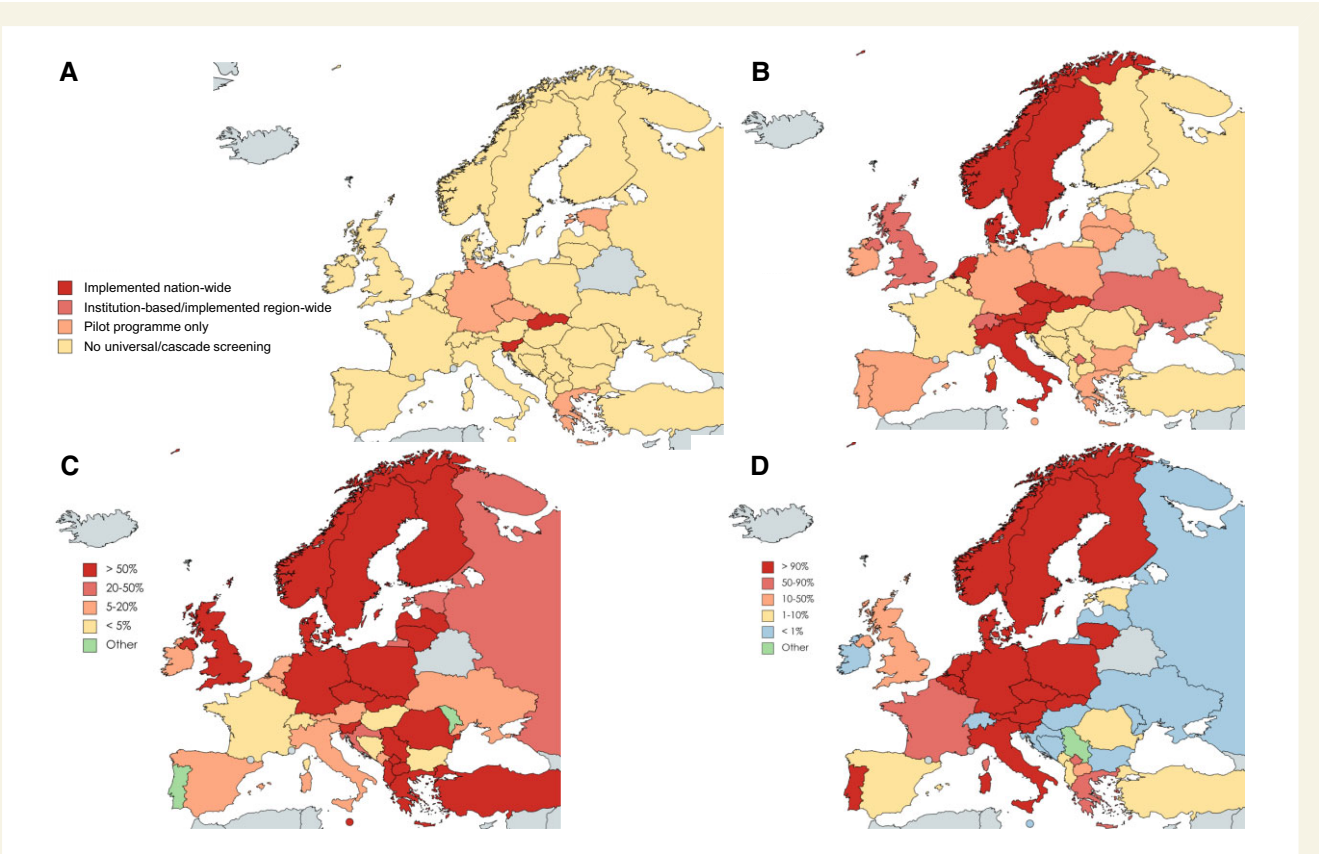 A
B
Implemented nation-wide
Institution-based/implemented region-wide
Pilot programme only
No universal/cascade screening
C
D
> 50%
20-50%
5-20%
< 5%
Other
> 90%
50-90%
10-50%
1-10%
< 1%
Other